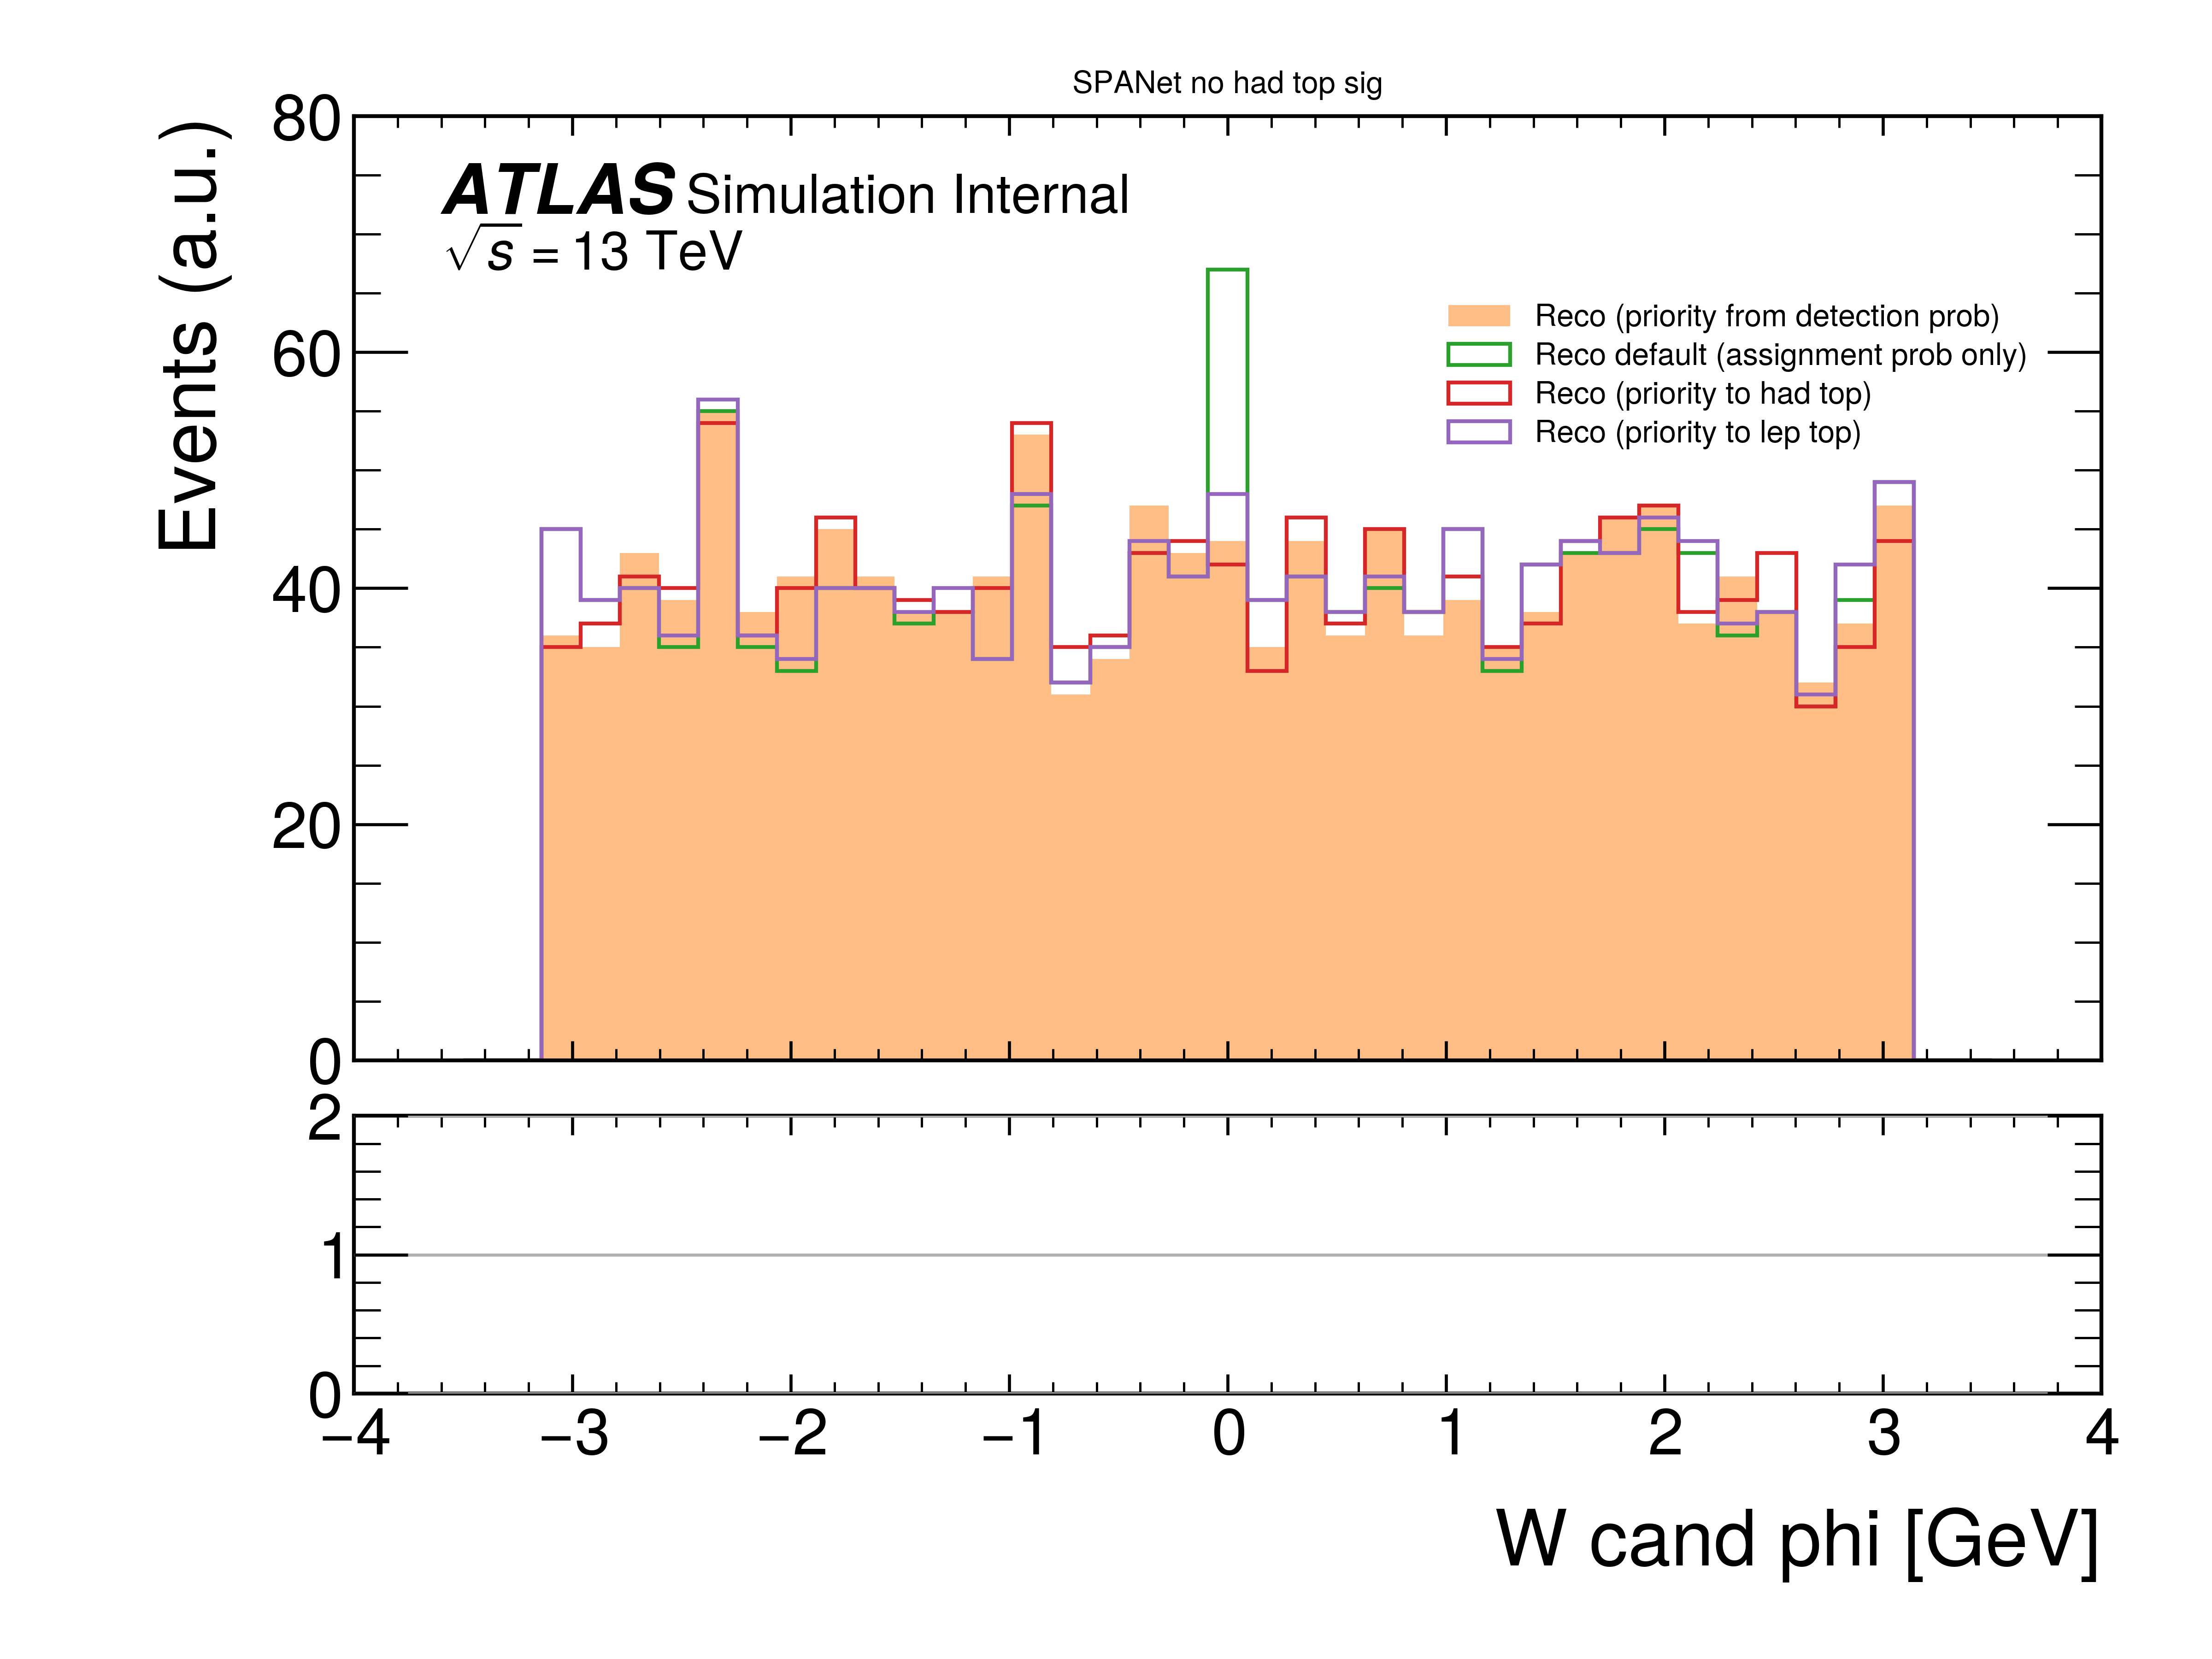 SPANet no had top sig
80
ATLAS Simulation Internal
√s = 13 TeV
Reco (priority from detection prob)
60
Reco default (assignment prob only)
Reco (priority to had top)
Reco (priority to lep top)
Events (a.u.)
40
20
0
2
1
0
−4 −3 −2 −1 0 1 2 3 4
W cand phi [GeV]